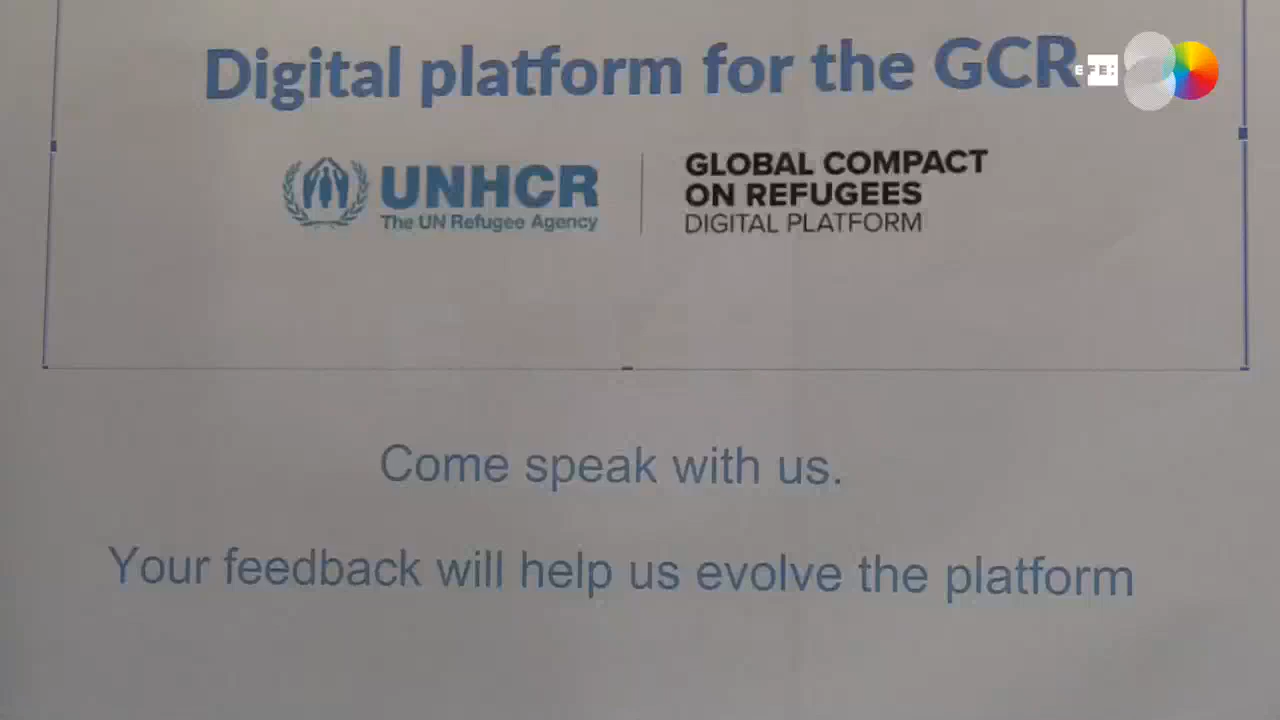 Digital platform for the GCR
EFE:
UNHCR
The UN Refugee Agency
GLOBAL COMPACT
ON REFUGEES
DIGITAL PLATFORM
Come speak with us.
Your feedback will help us evolve the platform